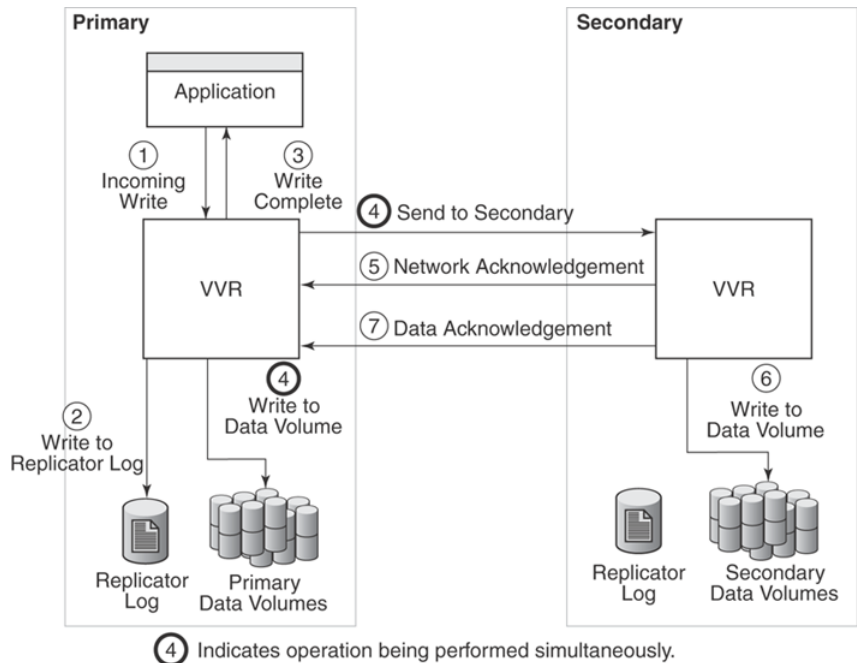 Primary
Secondary
Application
1
Incoming
Write
3
Write
Complete
4 Send to Secondary
5 Network Acknowledgement
7 Data Acknowledgement
VVR
VVR
2
Write to
Replicator Log
4
Write to
Data Volume
6
Write to
Data Volume
Replicator
Log
Primary
Data Volumes
Replicator
Log
Secondary
Data Volumes
4 Indicates operation being performed simultaneously.